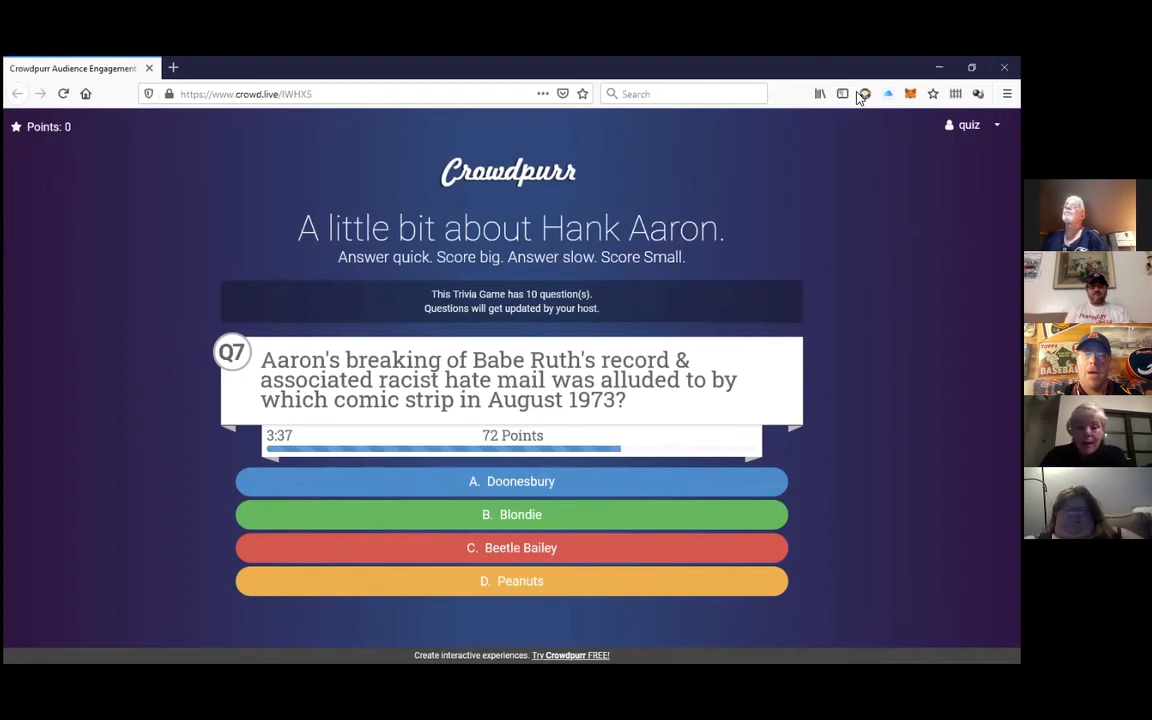 Crowdpurr Audience Engagement
https://www.crowd.live/IWHX5
Search
Points: 0
quiz
Crowdpurr
A little bit about Hank Aaron.
Answer quick. Score big. Answer slow. Score Small.
This Trivia Game has 10 question(s).
Questions will get updated by your host.
Q7
Aaron's breaking of Babe Ruth's record &
associated racist hate mail was alluded to by
which comic strip in August 1973?
3:37 72 Points
A. Doonesbury
B. Blondie
C. Beetle Bailey
D. Peanuts
TOPPS
BASEBALL
Create interactive experiences. Try Crowdpurr FREE!